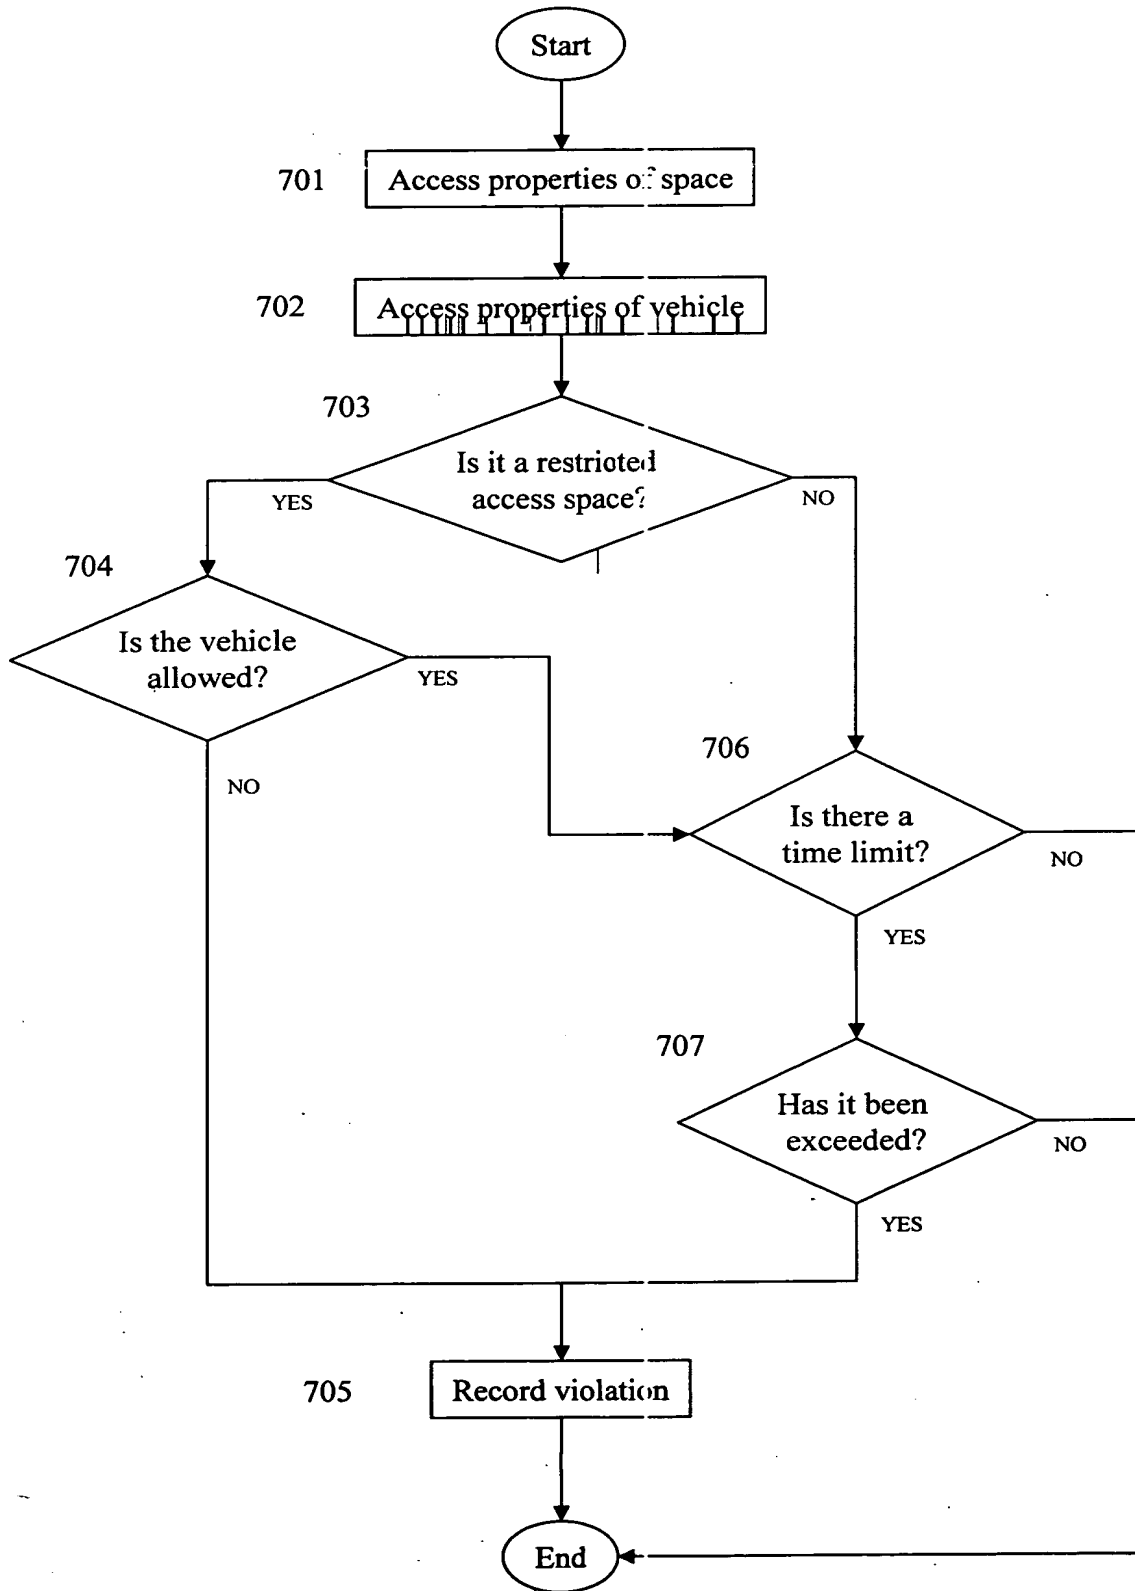 Start
701
Access properties of space
702
Access properties of vehicle
703
Is it a restricted
access space?
YES
NO
704
Is the vehicle
allowed?
YES
NO
706
Is there a
time limit?
NO
YES
707
Has it been
exceeded?
NO
YES
705
Record violation
End